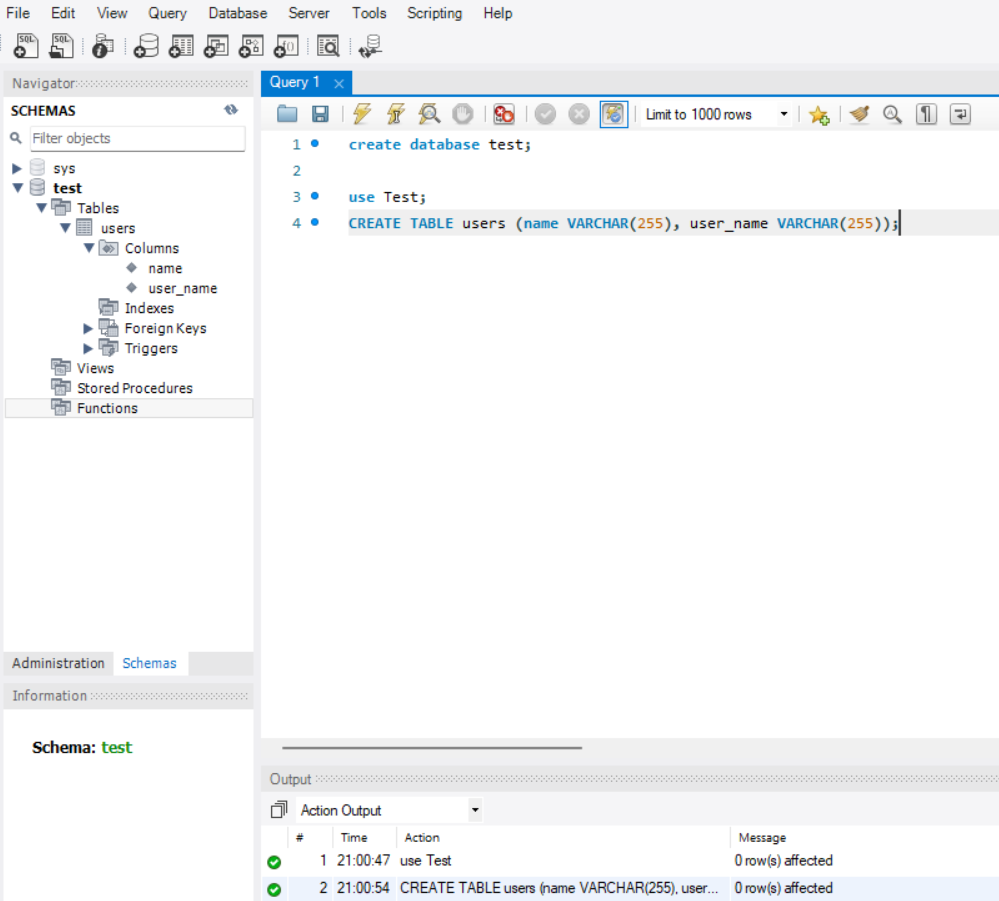 File Edit View Query Database Server Tools Scripting Help
SQL SQL
Navigator
SCHEMAS
Filter objects
sys
test
Tables
users
Columns
name
user_name
Indexes
Foreign Keys
Triggers
Views
Stored Procedures
Functions
Administration Schemas
Information
Schema: test
Query 1
Limit to 1000 rows
1 create database test;
2
3 use Test;
4 CREATE TABLE users (name VARCHAR(255), user_name VARCHAR(255));
Output
Action Output
# Time Action Message
1 21:00:47 use Test 0 row(s) affected
2 21:00:54 CREATE TABLE users (name VARCHAR(255), user... 0 row(s) affected